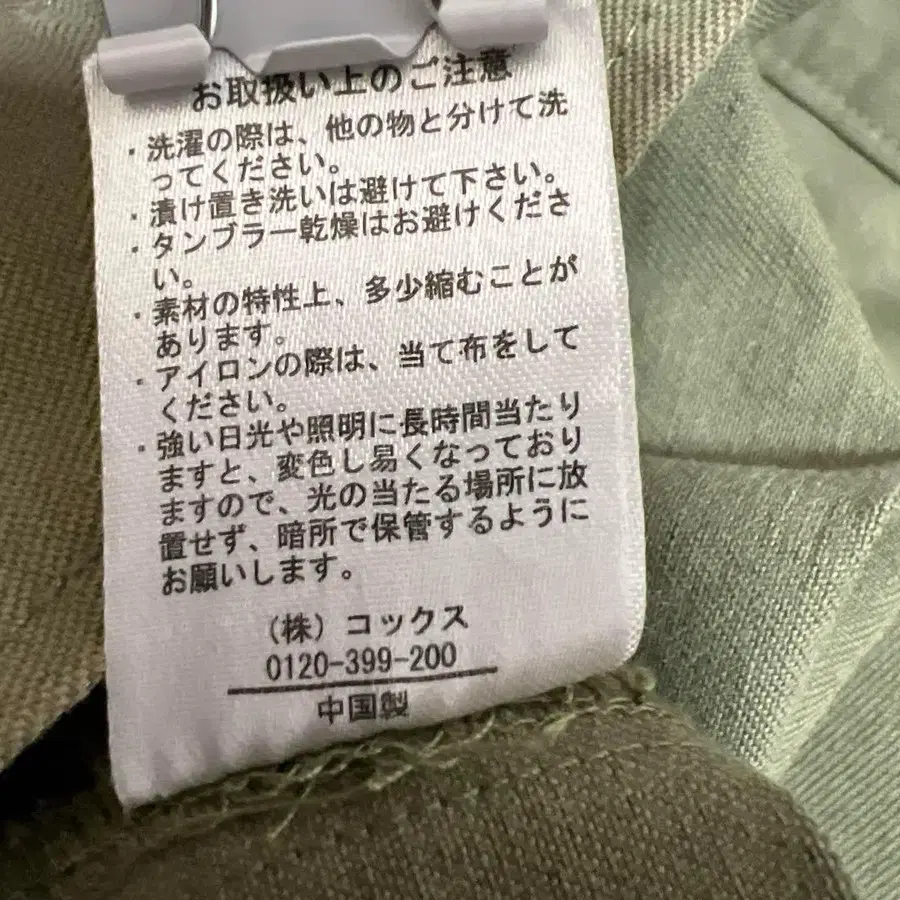 お取扱い上のご注意
・洗濯の際は、他の物と分けて洗
ってください。
・漬け置き洗いは避けて下さい。
・タンブラー乾燥はお避けくださ
い。
・素材の特性上、多少縮むことが
あります。
・アイロンの際は、当て布をして
ください。
・強い日光や照明に長時間当たり
ますと、変色し易くなっており
ますので、光の当たる場所に放
置せず、暗所で保管するように
お願いします。
(株)コックス
0120-399-200
中国製